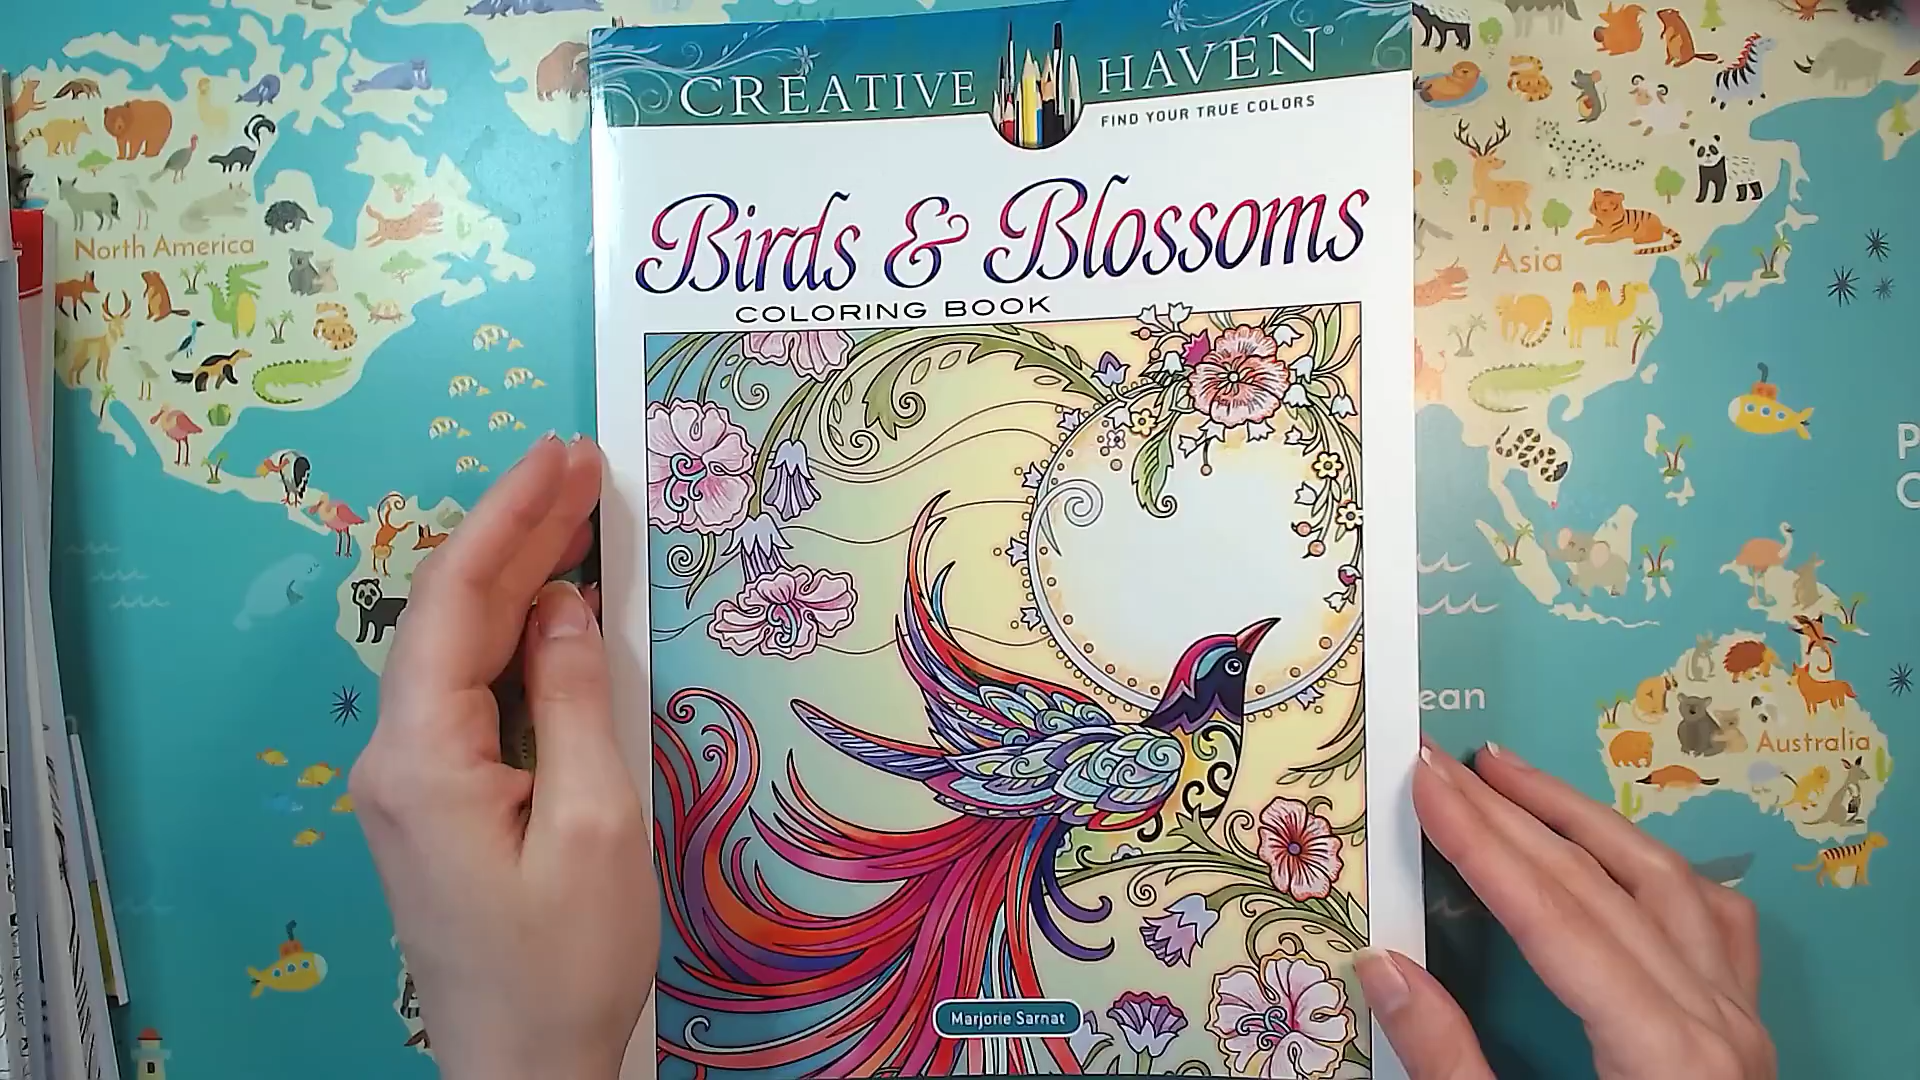 CREATIVE HAVEN®
FIND YOUR TRUE COLORS
Birds & Blossoms
COLORING BOOK
Marjorie Sarnat
North America
Asia
Australia
ean